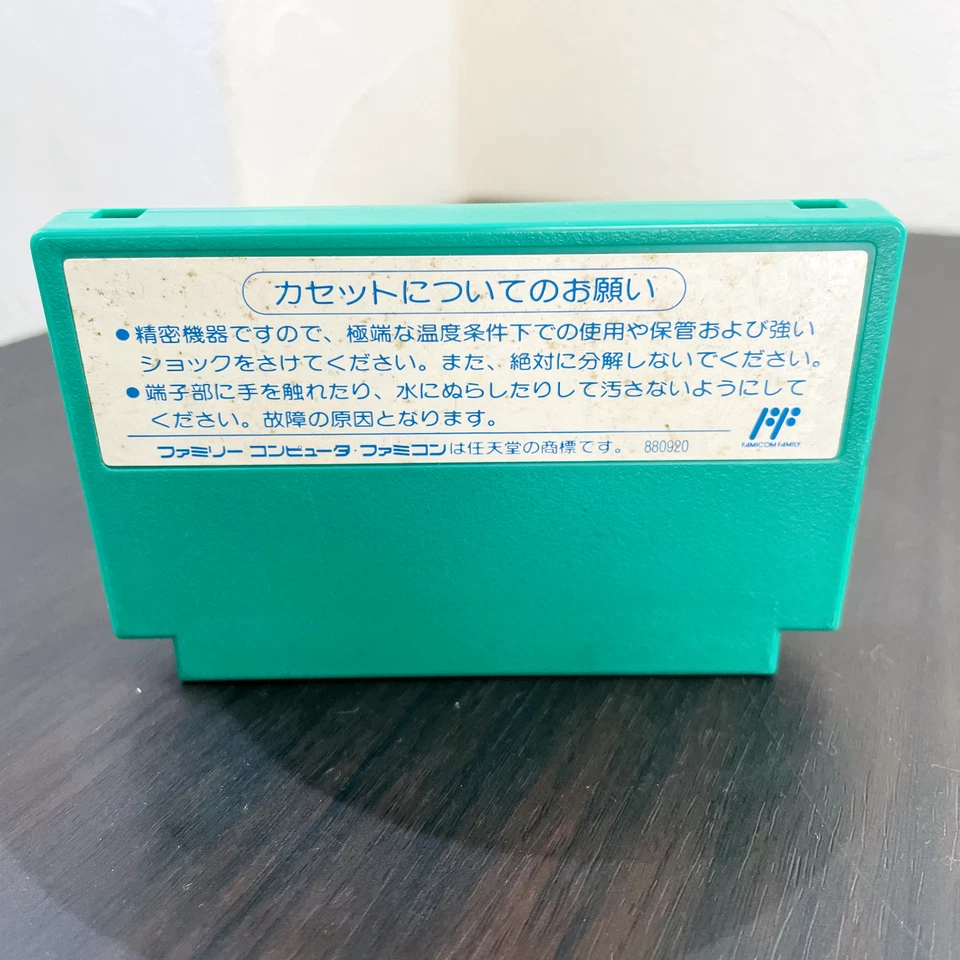 カセットについてのお願い
●精密機器ですので、極端な温度条件下での使用や保管および強い
ショックをさけてください。また、絶対に分解しないでください。
●端子部に手を触れたり、水にぬらしたりして汚さないようにして
ください。故障の原因となります。
FAMICOM FAMILY
ファミリー コンピュータ・ファミコンは任天堂の商標です。 880920